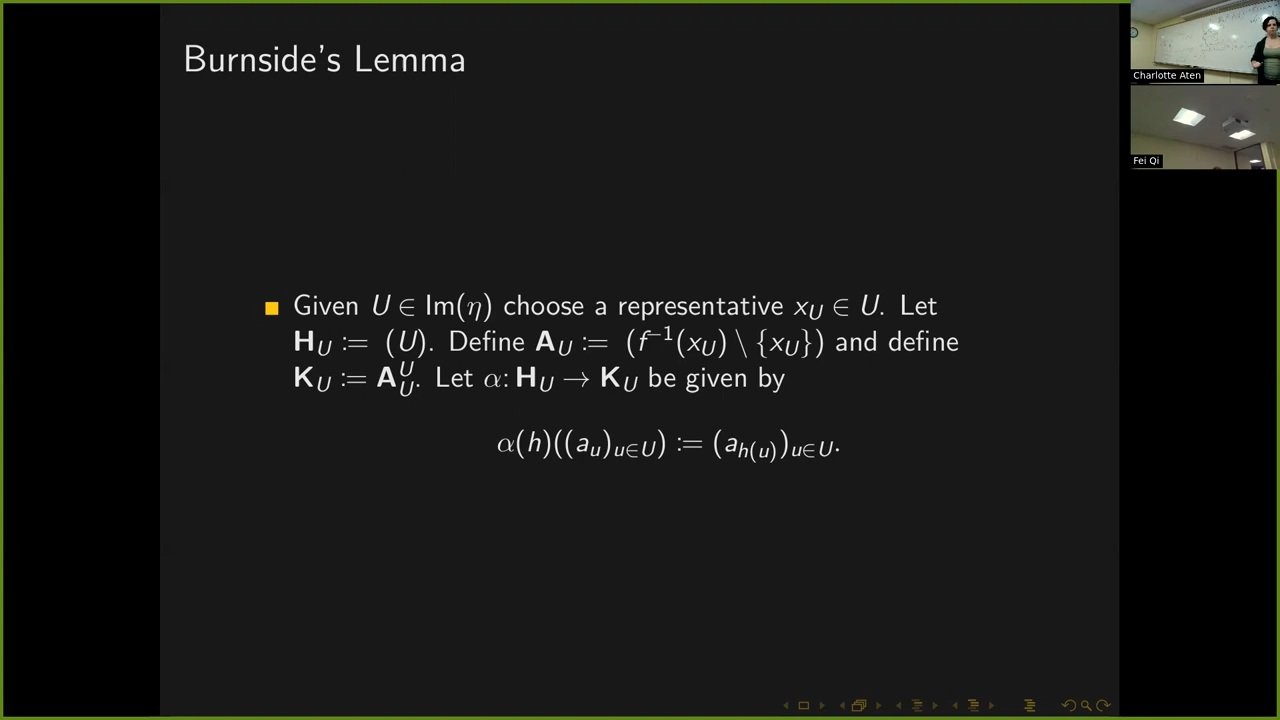 Burnside's Lemma
Given U ∈ Im(η) choose a representative x_U ∈ U. Let
H_U := (U). Define A_U := (f⁻¹(x_U) \ {x_U}) and define
K_U := A_U^U. Let α: H_U → K_U be given by
α(h)((a_u)_{u∈U}) := (a_{h(u)})_{u∈U}.
Charlotte Aten
Fei Qi